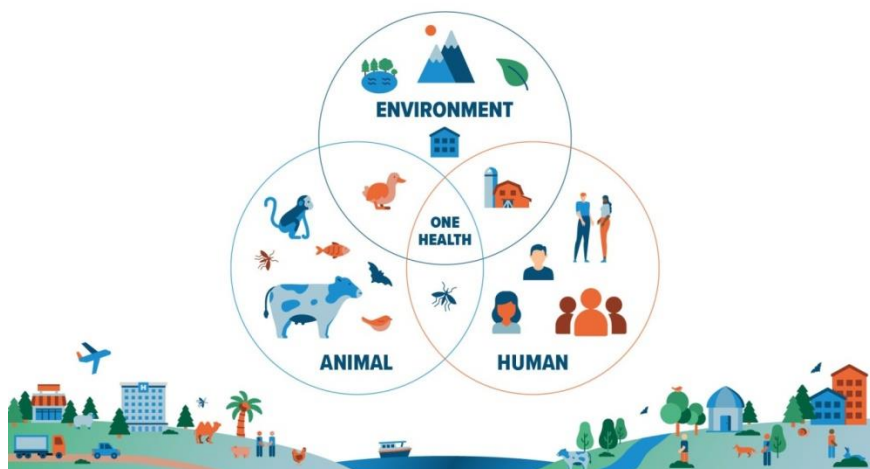 ENVIRONMENT
ONE
HEALTH
ANIMAL
HUMAN
H